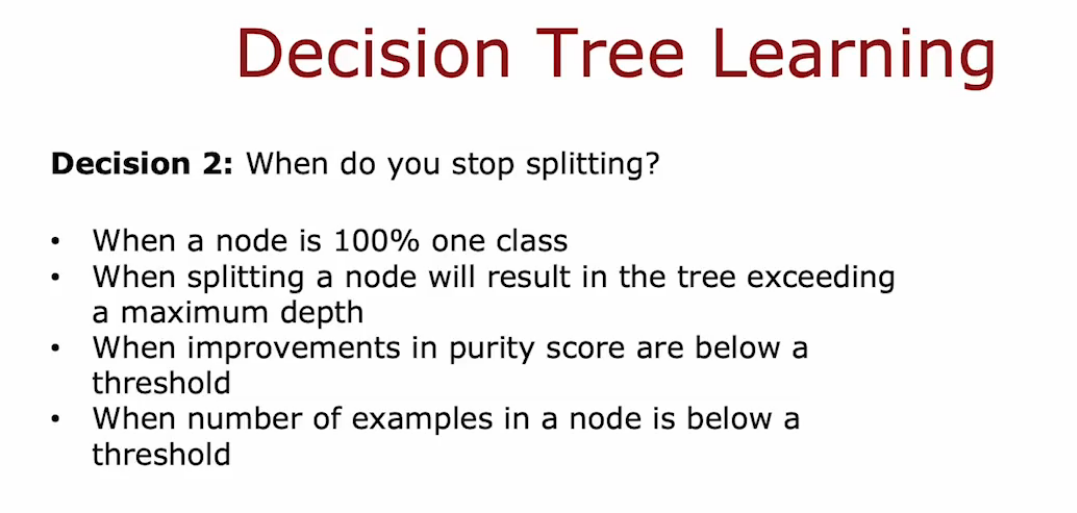 Decision Tree Learning
Decision 2: When do you stop splitting?
• When a node is 100% one class
• When splitting a node will result in the tree exceeding
a maximum depth
• When improvements in purity score are below a
threshold
• When number of examples in a node is below a
threshold